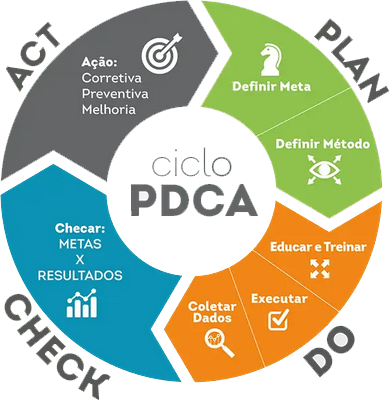 ACT
PLAN
Ação:
Corretiva
Preventiva
Melhoria
Definir Meta
Definir Método
ciclo
PDCA
Checar:
METAS
X
RESULTADOS
Educar e Treinar
Executar
Coletar
Dados
CHECK
DO